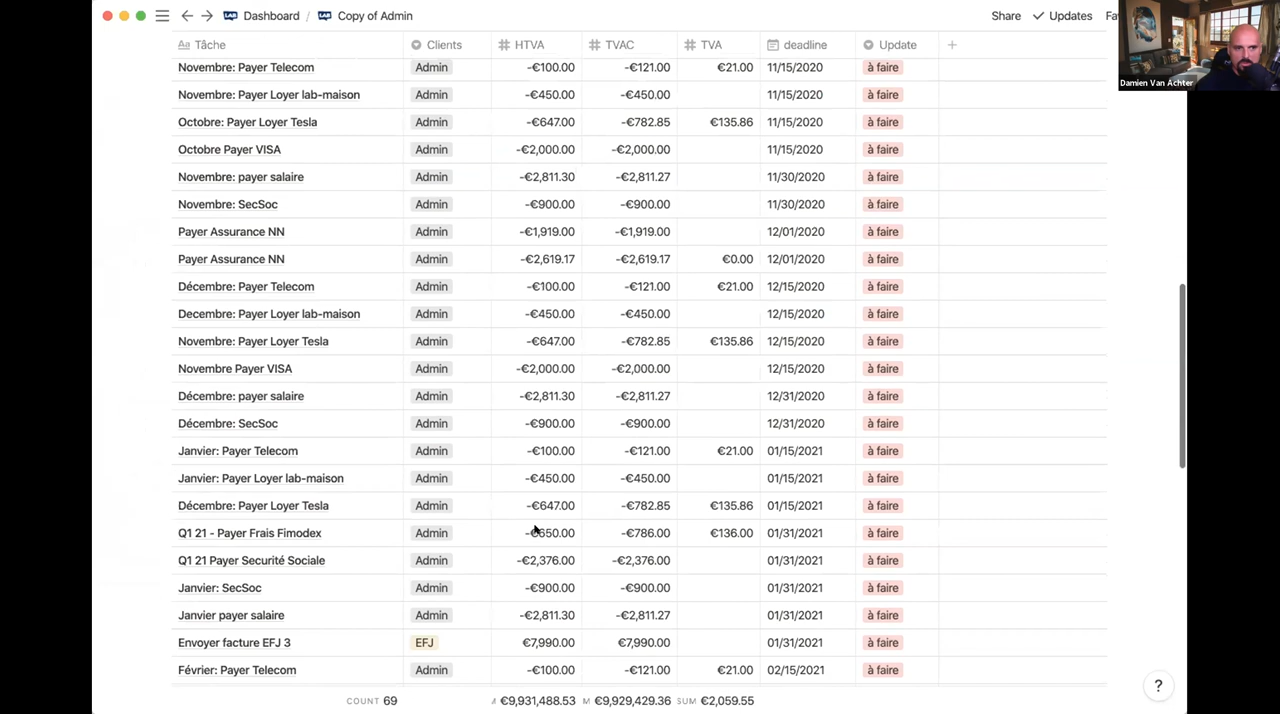 LAB Dashboard / LAB Copy of Admin Share Updates Fa
Damien Van Achter
Aa Tâche Clients # HTVA # TVAC # TVA deadline Update +
Novembre: Payer Telecom Admin -€100.00 -€121.00 €21.00 11/15/2020 à faire
Novembre: Payer Loyer lab-maison Admin -€450.00 -€450.00 11/15/2020 à faire
Octobre: Payer Loyer Tesla Admin -€647.00 -€782.85 €135.86 11/15/2020 à faire
Octobre Payer VISA Admin -€2,000.00 -€2,000.00 11/15/2020 à faire
Novembre: payer salaire Admin -€2,811.30 -€2,811.27 11/30/2020 à faire
Novembre: SecSoc Admin -€900.00 -€900.00 11/30/2020 à faire
Payer Assurance NN Admin -€1,919.00 -€1,919.00 12/01/2020 à faire
Payer Assurance NN Admin -€2,619.17 -€2,619.17 €0.00 12/01/2020 à faire
Décembre: Payer Telecom Admin -€100.00 -€121.00 €21.00 12/15/2020 à faire
Decembre: Payer Loyer lab-maison Admin -€450.00 -€450.00 12/15/2020 à faire
Novembre: Payer Loyer Tesla Admin -€647.00 -€782.85 €135.86 12/15/2020 à faire
Novembre Payer VISA Admin -€2,000.00 -€2,000.00 12/15/2020 à faire
Décembre: payer salaire Admin -€2,811.30 -€2,811.27 12/31/2020 à faire
Décembre: SecSoc Admin -€900.00 -€900.00 12/31/2020 à faire
Janvier: Payer Telecom Admin -€100.00 -€121.00 €21.00 01/15/2021 à faire
Janvier: Payer Loyer lab-maison Admin -€450.00 -€450.00 01/15/2021 à faire
Décembre: Payer Loyer Tesla Admin -€647.00 -€782.85 €135.86 01/15/2021 à faire
Q1 21 - Payer Frais Fimodex Admin -€650.00 -€786.00 €136.00 01/31/2021 à faire
Q1 21 Payer Securité Sociale Admin -€2,376.00 -€2,376.00 01/31/2021 à faire
Janvier: SecSoc Admin -€900.00 -€900.00 01/31/2021 à faire
Janvier payer salaire Admin -€2,811.30 -€2,811.27 01/31/2021 à faire
Envoyer facture EFJ 3 EFJ €7,990.00 €7,990.00 01/31/2021 à faire
Février: Payer Telecom Admin -€100.00 -€121.00 €21.00 02/15/2021 à faire
COUNT 69 €9,931,488.53 M €9,929,429.36 SUM €2,059.55
?